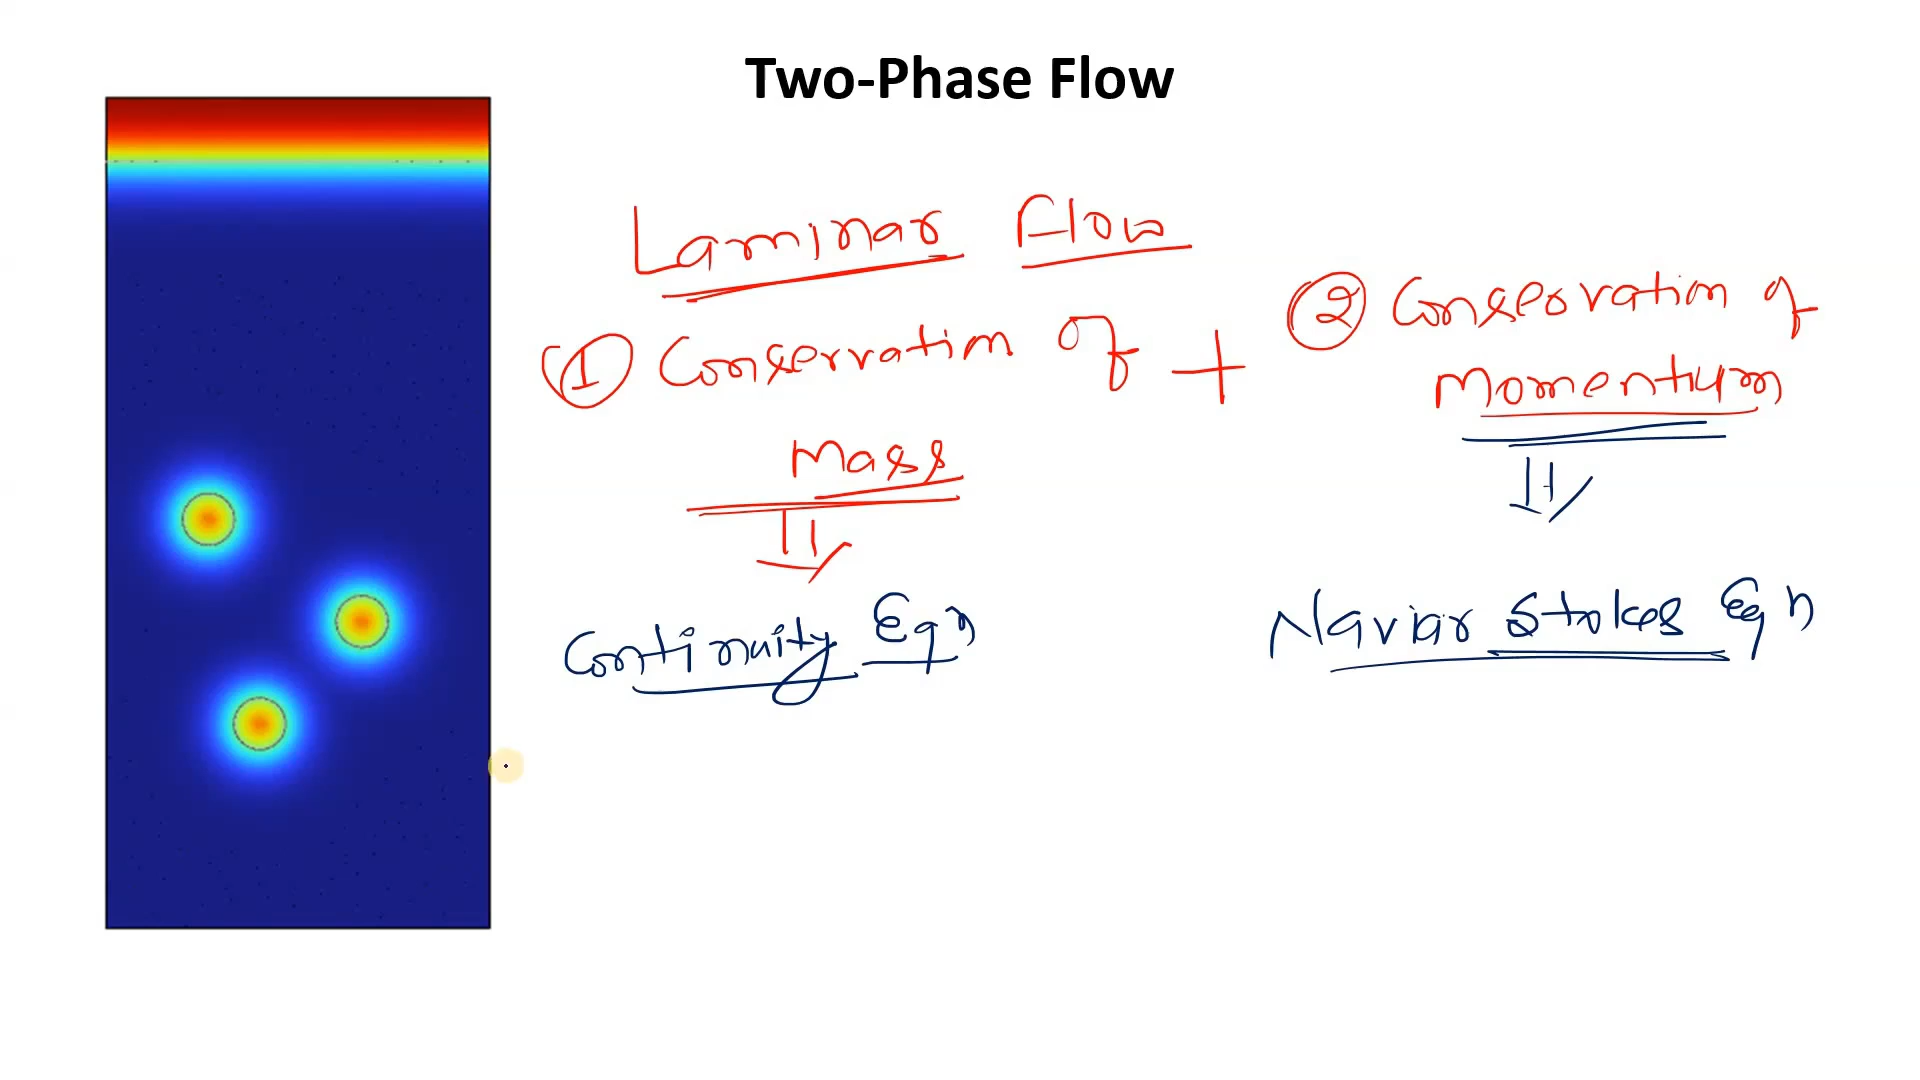 Two-Phase Flow
Laminar Flow
① Conservation of + ② Conservation of
Mass
Momentum
Continuity Eqn
Naviar Stokes Eqn